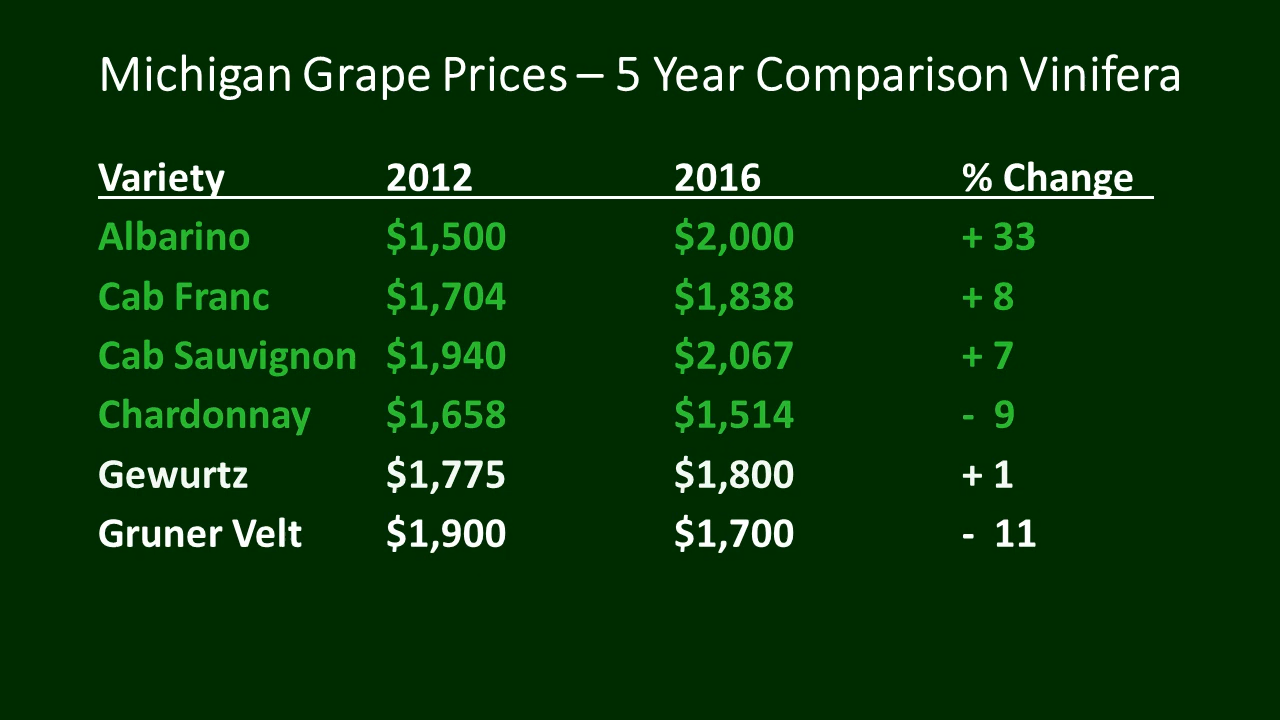 Michigan Grape Prices – 5 Year Comparison Vinifera
Variety 2012 2016 % Change
Albarino $1,500 $2,000 + 33
Cab Franc $1,704 $1,838 + 8
Cab Sauvignon $1,940 $2,067 + 7
Chardonnay $1,658 $1,514 - 9
Gewurtz $1,775 $1,800 + 1
Gruner Velt $1,900 $1,700 - 11